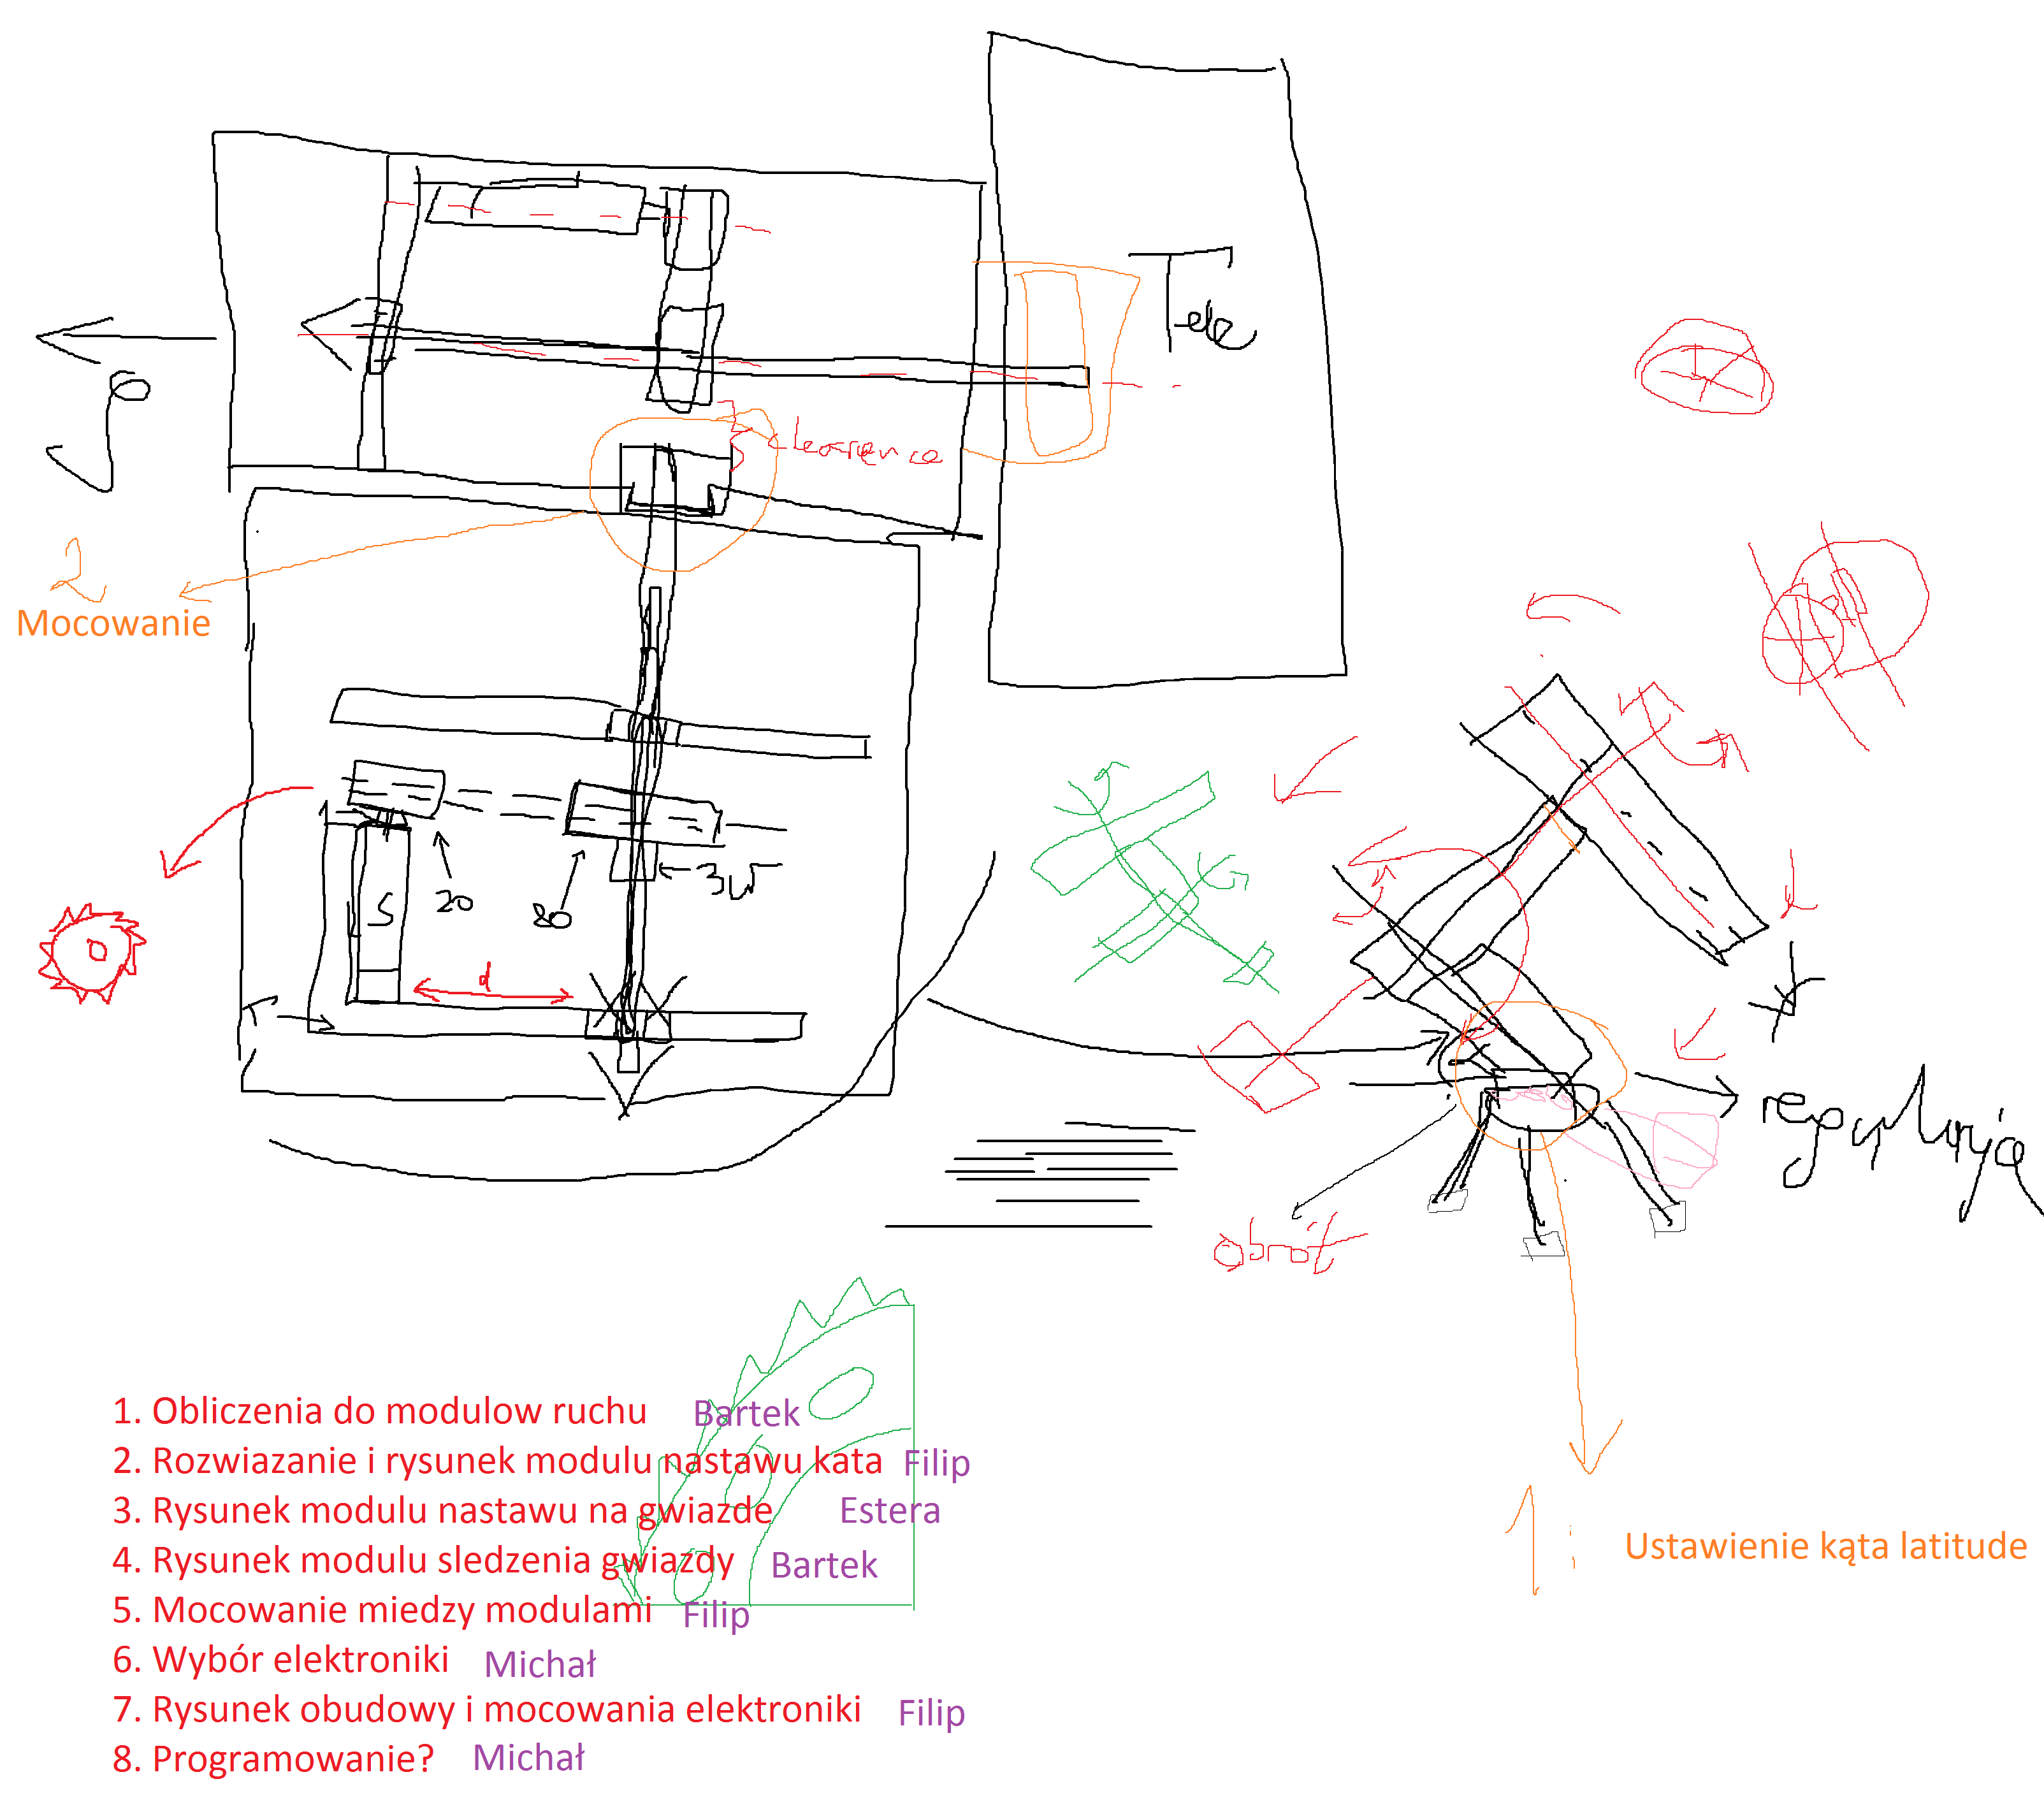 Tele
2
Mocowanie
20
80
S
d
regulacja
obrót
1:
Ustawienie kąta latitude
1. Obliczenia do modulow ruchu Bartek
2. Rozwiazanie i rysunek modulu nastawu kata Filip
3. Rysunek modulu nastawu na gwiazde Estera
4. Rysunek modulu sledzenia gwiazdy Bartek
5. Mocowanie miedzy modulami Filip
6. Wybór elektroniki Michał
7. Rysunek obudowy i mocowania elektroniki Filip
8. Programowanie? Michał